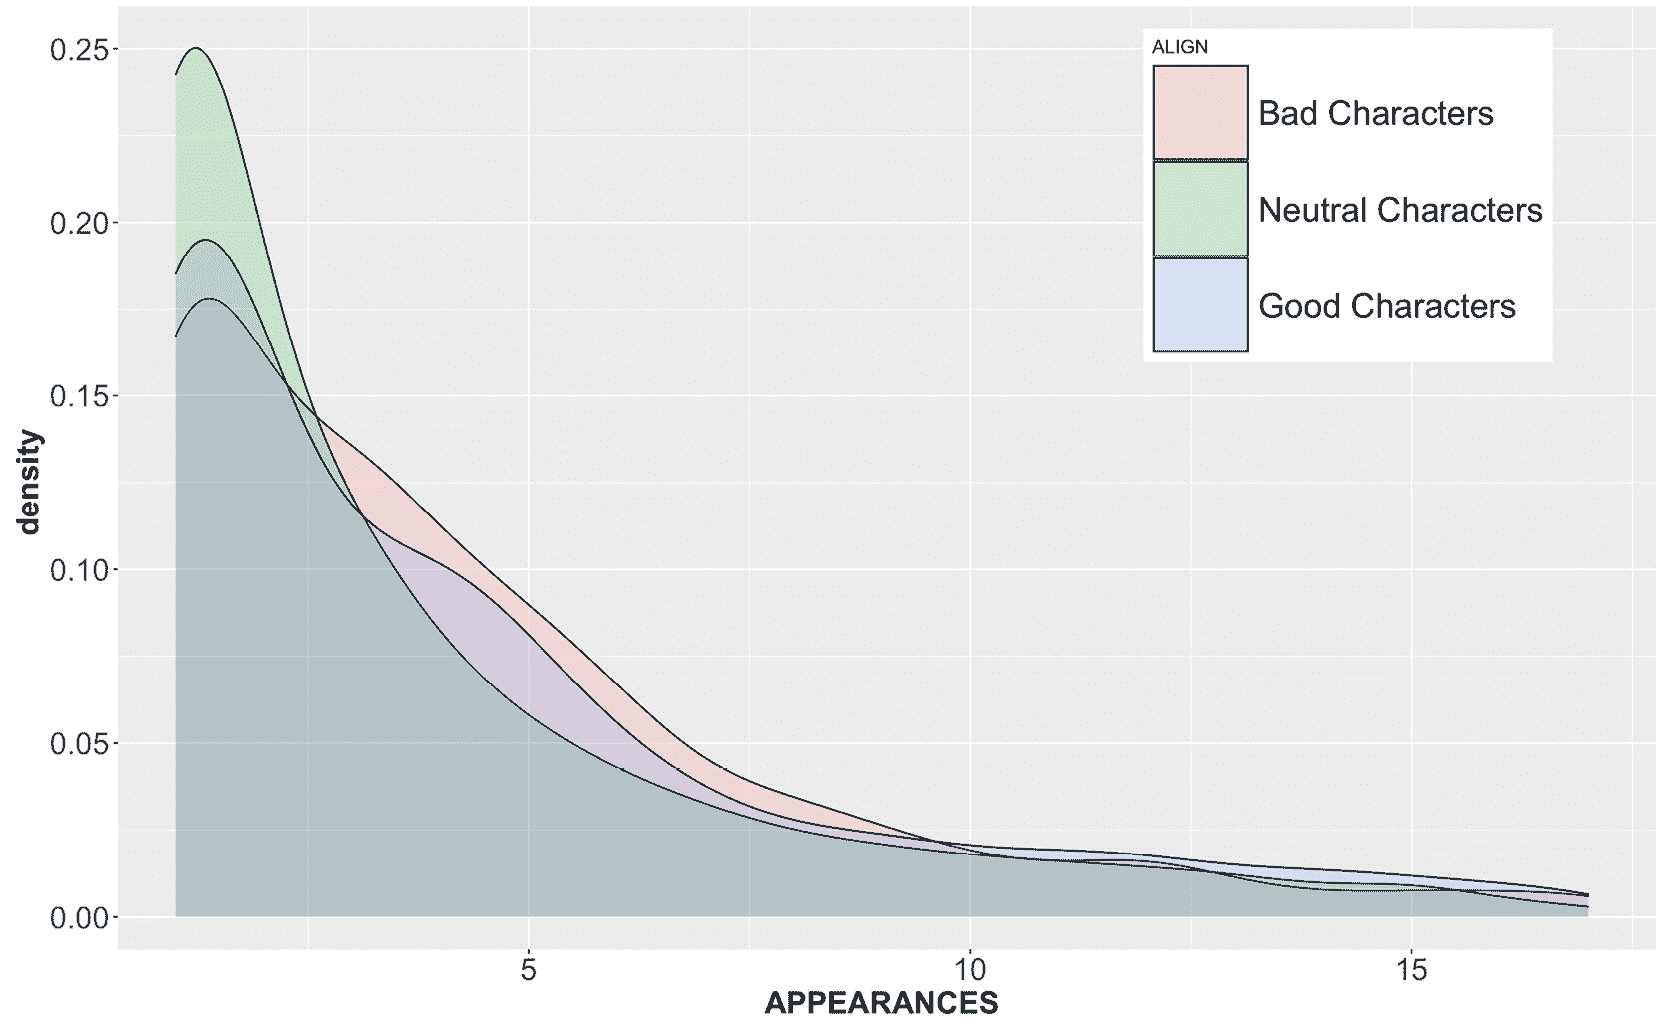 ALIGN
Bad Characters
Neutral Characters
Good Characters
0.25
0.20
0.15
0.10
0.05
0.00
density
5 10 15
APPEARANCES